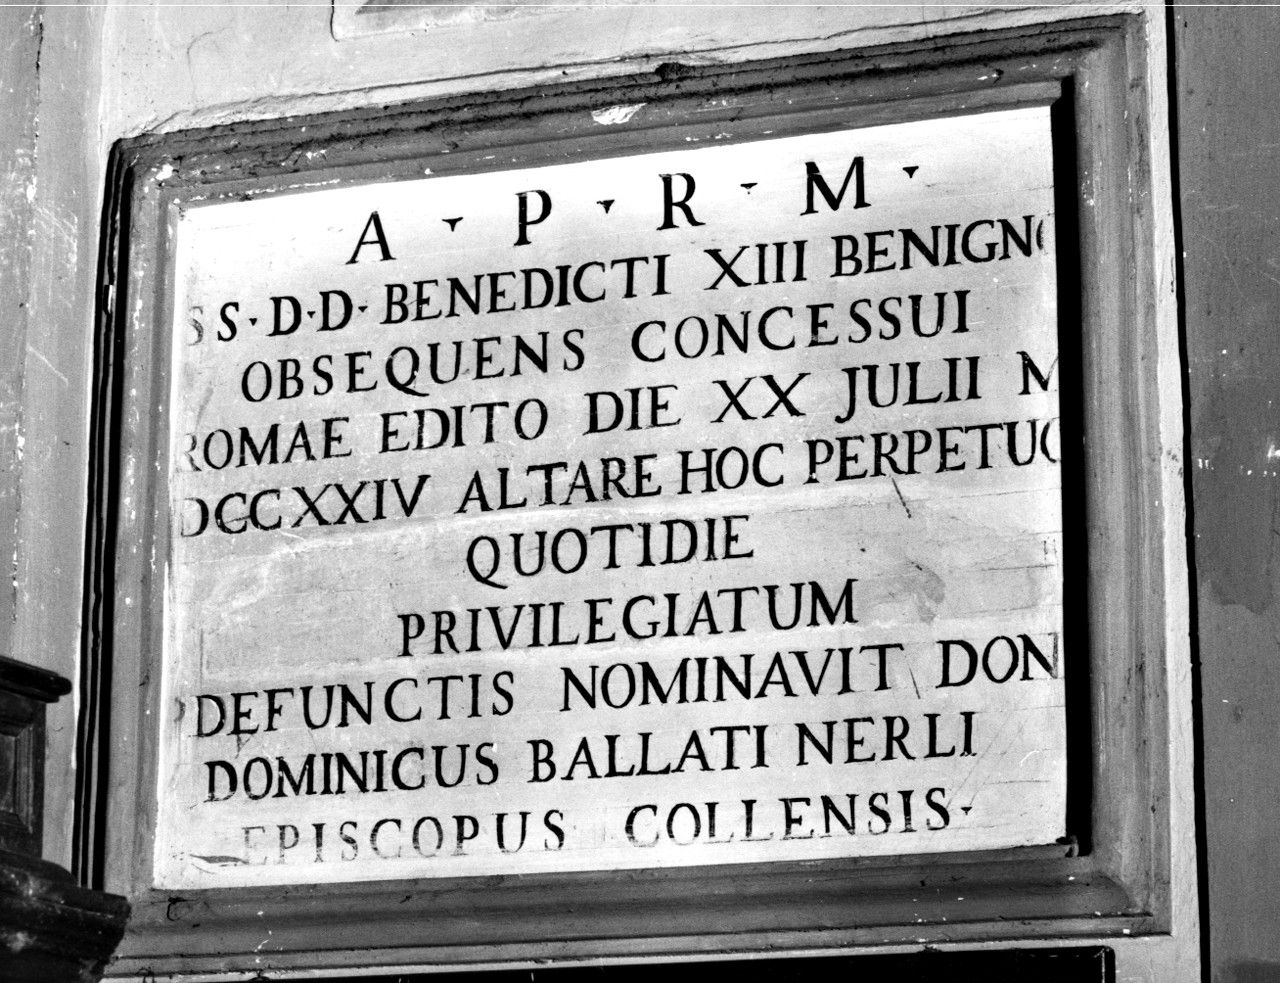 A · P · R · M ·
SS · D · D · BENEDICTI XIII BENIGNO
OBSEQUENS CONCESSUI
ROMAE EDITO DIE XX JULII M
DCCXXIV ALTARE HOC PERPETUO
QUOTIDIE
PRIVILEGIATUM
DEFUNCTIS NOMINAVIT DON
DOMINICUS BALLATI NERLI
EPISCOPUS COLLENSIS ·